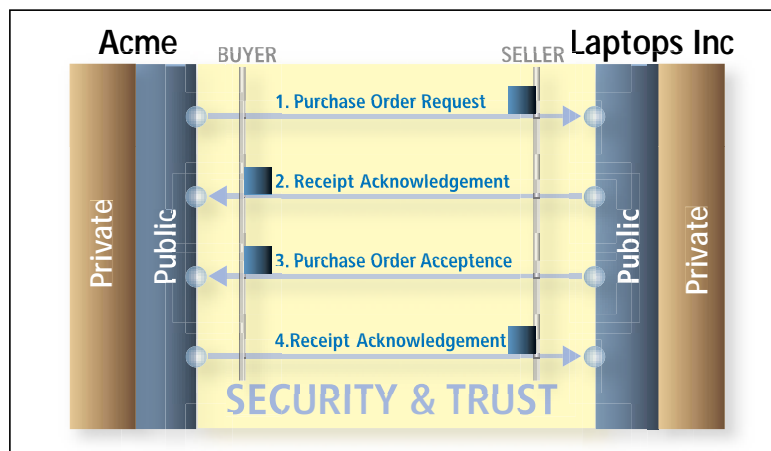 Acme
Laptops Inc
BUYER
SELLER
1. Purchase Order Request
2. Receipt Acknowledgement
3. Purchase Order Acceptence
4.Receipt Acknowledgement
Private
Public
Public
Private
SECURITY & TRUST